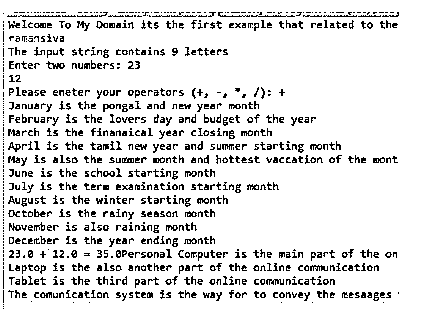 Welcome To My Domain its the first example that related to the
ramansiva
The input string contains 9 letters
Enter two numbers: 23
12
Please eneter your operators (+, -, *, /): +
January is the pongal and new year month
February is the lovers day and budget of the year
March is the finanaical year closing month
April is the tamil new year and summer starting month
May is also the summer month and hottest vaccation of the mont
June is the school starting month
July is the term examination starting month
August is the winter starting month
October is the rainy season month
November is also raining month
December is the year ending month
23.0 + 12.0 = 35.0Personal Computer is the main part of the on
Laptop is the also another part of the online communication
Tablet is the third part of the online communication
The comunication system is the way for to convey the mesaages